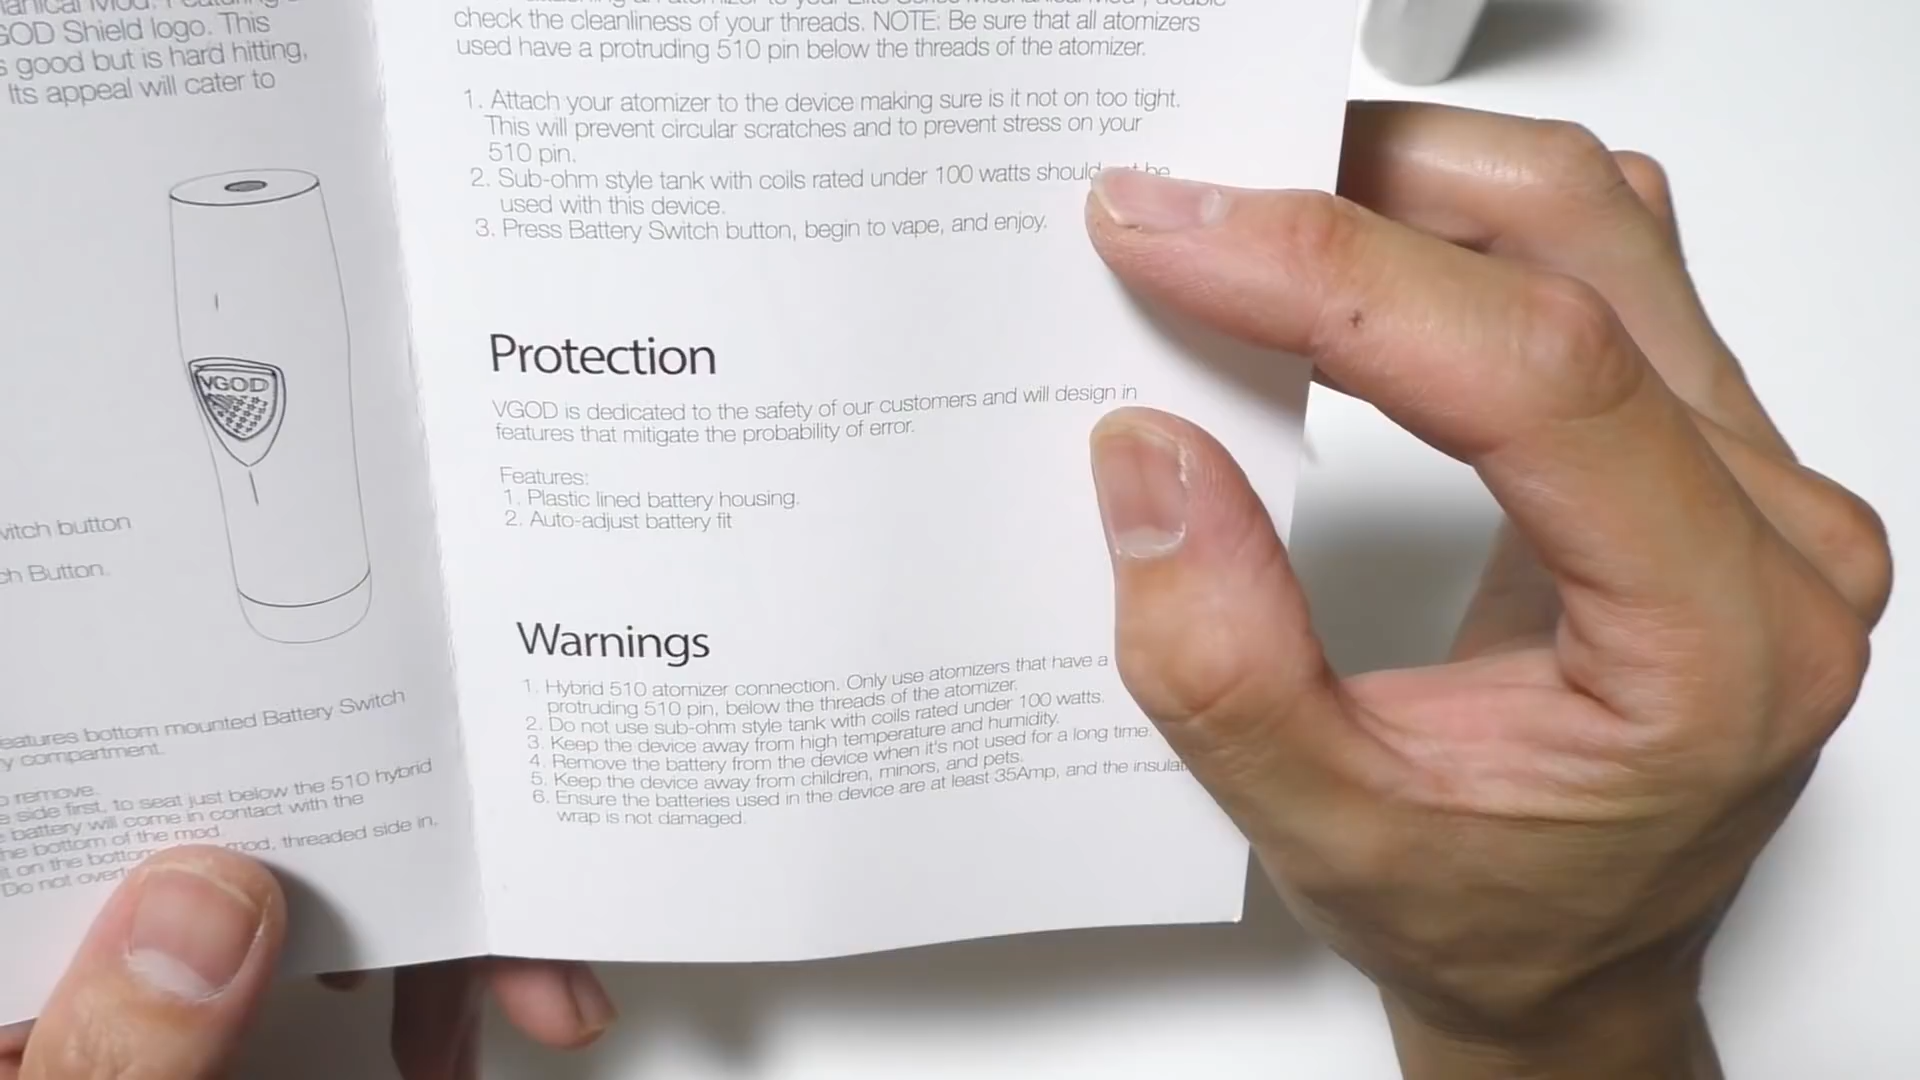 GOD Shield logo. This
good but is hard hitting,
Its appeal will cater to
VGOD
button
Button.
features bottom mounted Battery Switch
compartment.
remove.
side first, to seat just below the 510 hybrid
battery will come in contact with the
the bottom of the mod.
on the bottom mod, threaded side in,
Do not
check the cleanliness of your threads. NOTE: Be sure that all atomizers
used have a protruding 510 pin below the threads of the atomizer.
1. Attach your atomizer to the device making sure is it not on too tight.
This will prevent circular scratches and to prevent stress on your
510 pin.
2. Sub-ohm style tank with coils rated under 100 watts should be
used with this device.
3. Press Battery Switch button, begin to vape, and enjoy.
Protection
VGOD is dedicated to the safety of our customers and will design in
features that mitigate the probability of error.
Features:
1. Plastic lined battery housing.
2. Auto-adjust battery fit
Warnings
1. Hybrid 510 atomizer connection. Only use atomizers that have a
protruding 510 pin, below the threads of the atomizer.
2. Do not use sub-ohm style tank with coils rated under 100 watts.
3. Keep the device away from high temperature and humidity.
4. Remove the battery from the device when it's not used for a long time.
5. Keep the device away from children, minors, and pets.
6. Ensure the batteries used in the device are at least 35Amp, and the
wrap is not damaged.